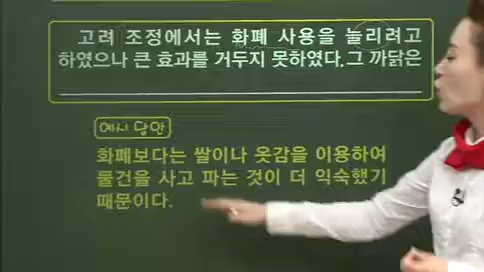 고려 조정에서는 화폐 사용을 늘리려고
하였으나 큰 효과를 거두지 못하였다. 그 까닭은
예시 답안
화폐보다는 쌀이나 옷감을 이용하여
물건을 사고 파는 것이 더 익숙했기
때문이다.